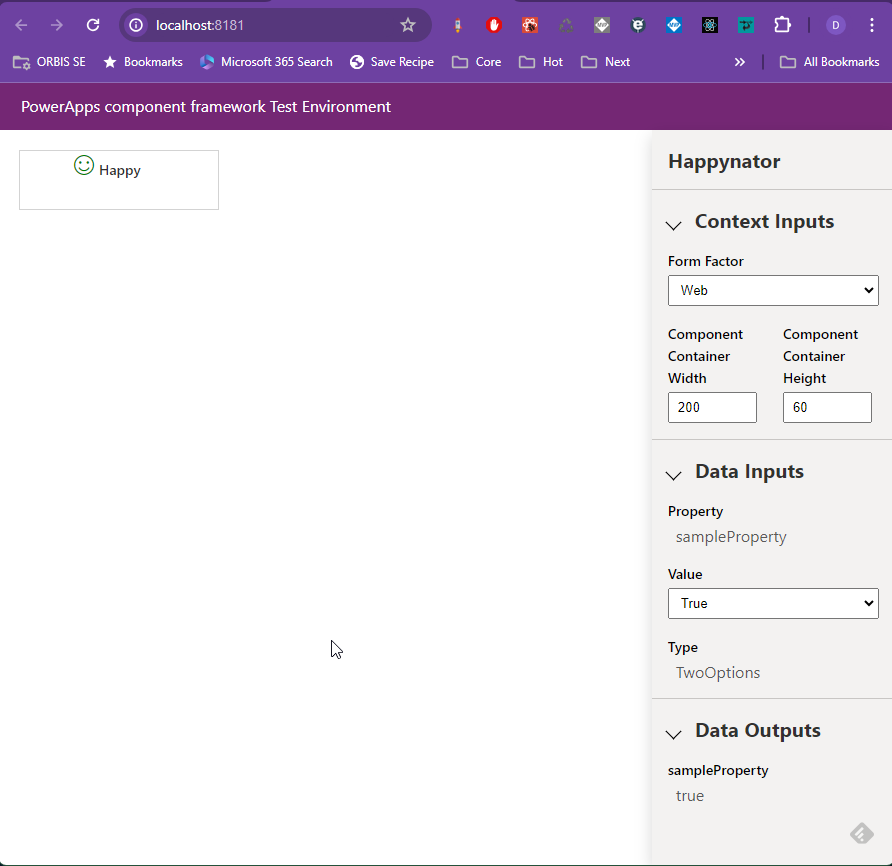 localhost:8181
D
ORBIS SE
Bookmarks
Microsoft 365 Search
Save Recipe
Core
Hot
Next
»
All Bookmarks
PowerApps component framework Test Environment
Happy
Happynator
Context Inputs
Form Factor
Web
Component
Container
Width
Component
Container
Height
200
60
Data Inputs
Property
sampleProperty
Value
True
Type
TwoOptions
Data Outputs
sampleProperty
true